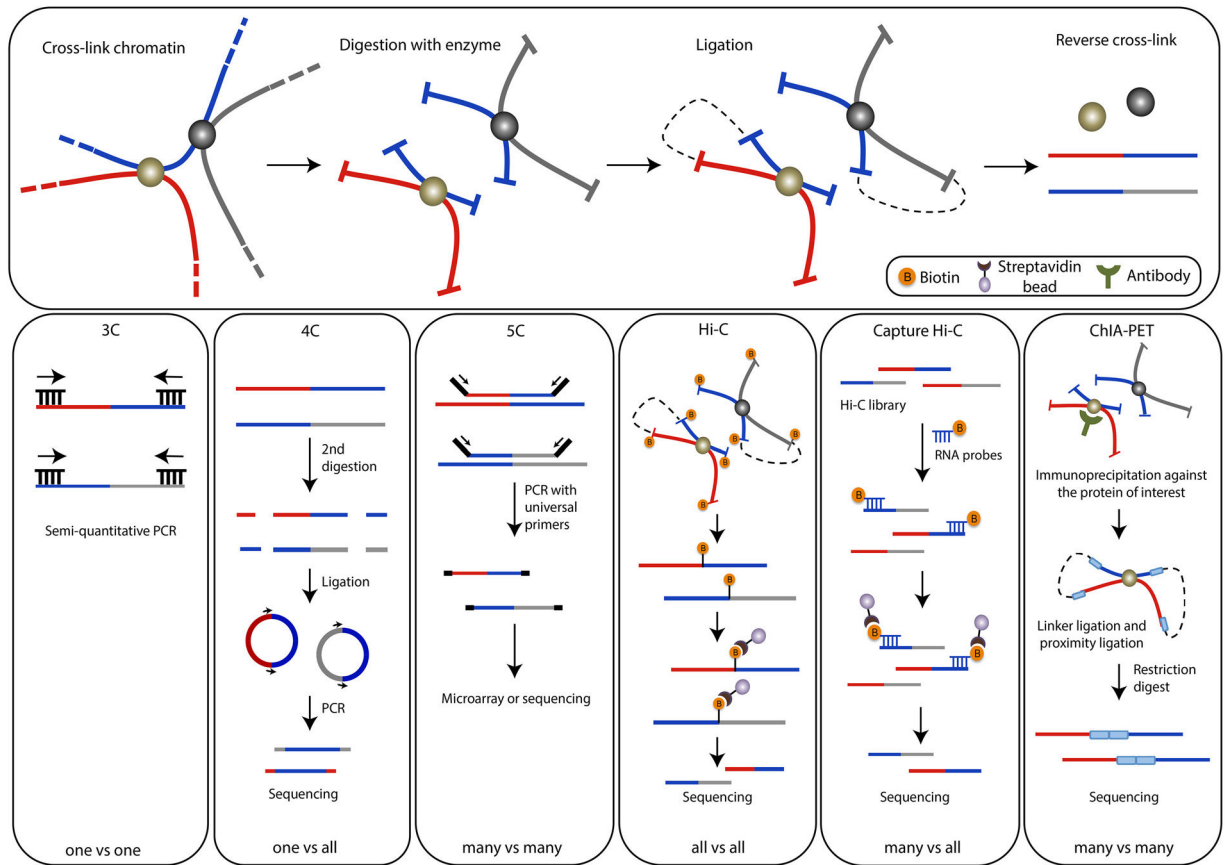 Cross-link chromatin
Digestion with enzyme
Ligation
Reverse cross-link
B Biotin
Streptavidin
bead
Antibody
3C
Semi-quantitative PCR
one vs one
4C
2nd
digestion
Ligation
PCR
Sequencing
one vs all
5C
PCR with
universal
primers
Microarray or sequencing
many vs many
Hi-C
B
B
B
B
B
B
B
B
B
B
B
B
Sequencing
all vs all
Capture Hi-C
Hi-C library
B
RNA probes
B
B
B
B
Sequencing
many vs all
ChIA-PET
Immunoprecipitation against
the protein of interest
Linker ligation and
proximity ligation
Restriction
digest
Sequencing
many vs many